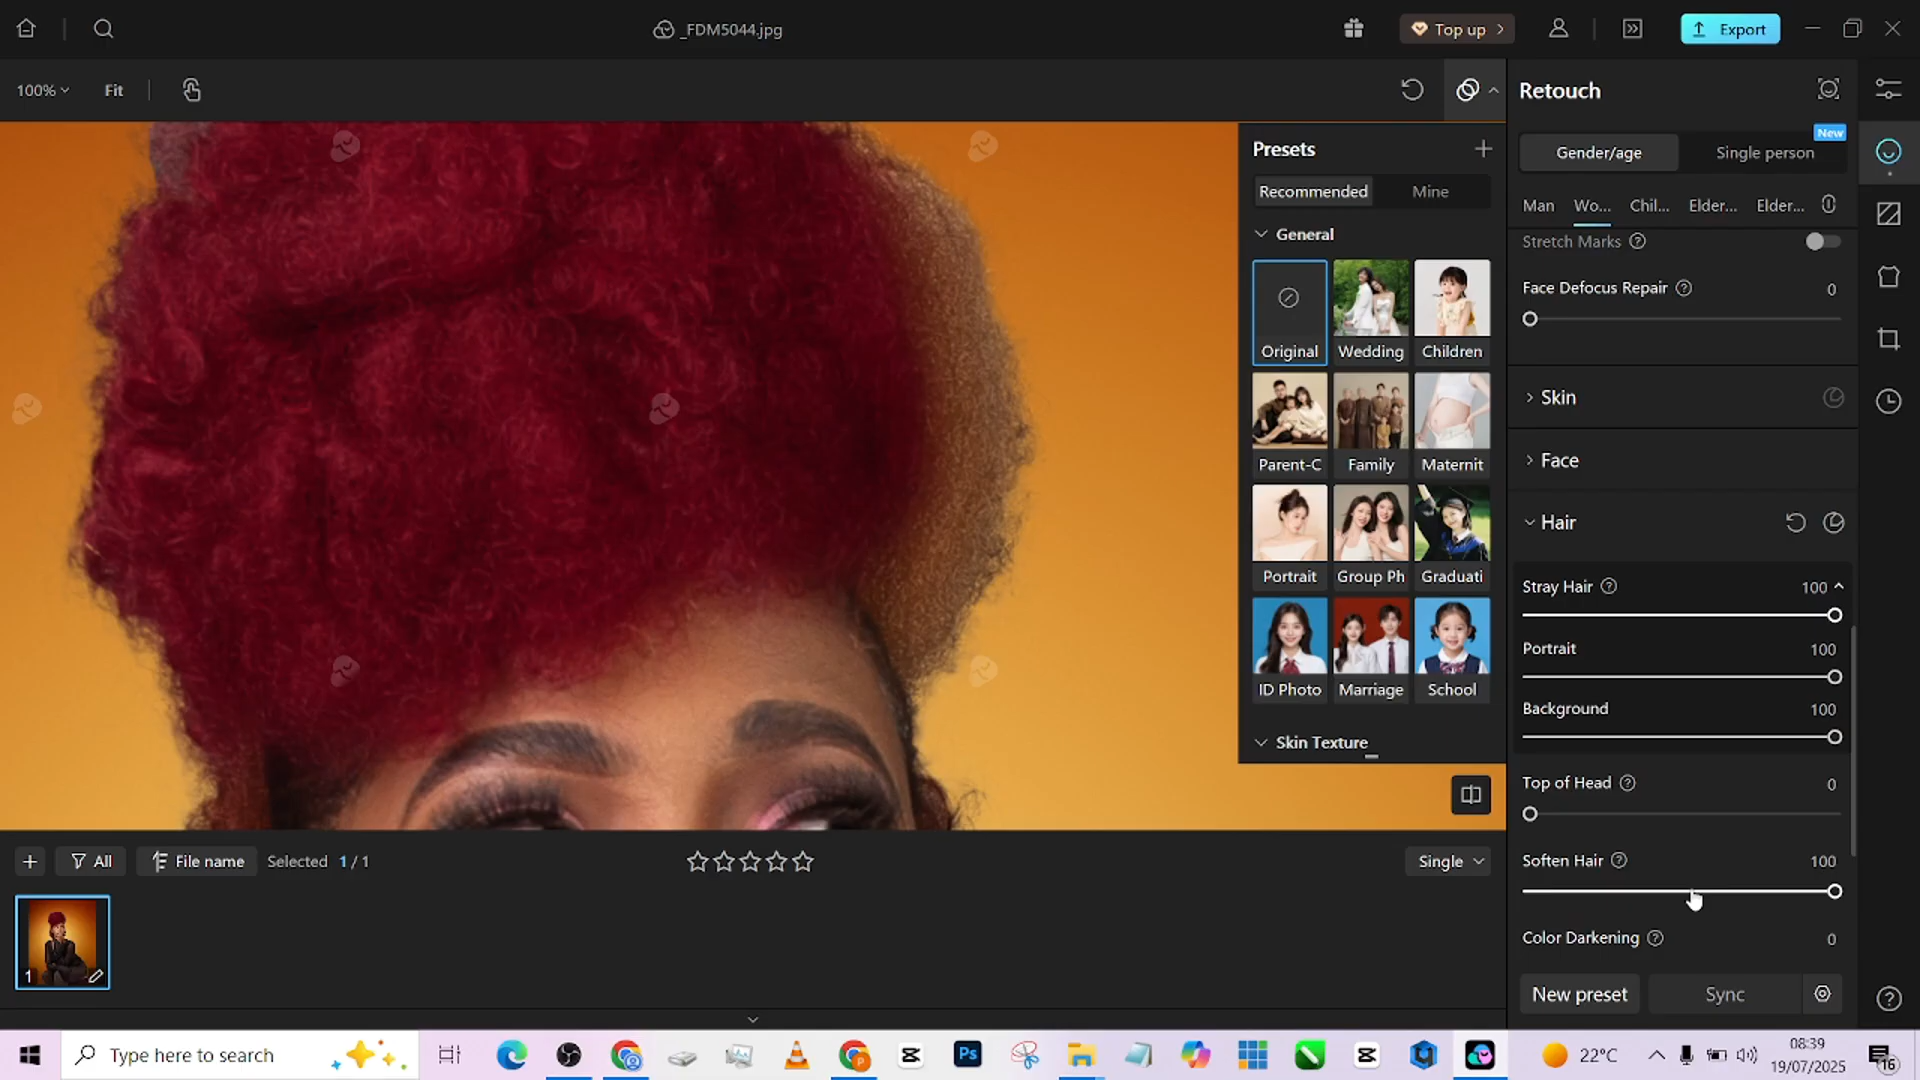 _FDM5044.jpg
Top up
Export
100%
Fit
Presets
Recommended
Mine
General
Original
Wedding
Children
Parent-C
Family
Maternit
Portrait
Group Ph
Graduati
ID Photo
Marriage
School
Skin Texture
Retouch
New
Gender/age
Single person
Man
Wo...
Chil...
Elder...
Elder...
Stretch Marks
Face Defocus Repair
0
Skin
Face
Hair
Stray Hair
100
Portrait
100
Background
100
Top of Head
0
Soften Hair
100
Color Darkening
0
New preset
Sync
All
File name
Selected 1 / 1
Single
1
Type here to search
Ps
22°C
08:39
19/07/2025
16